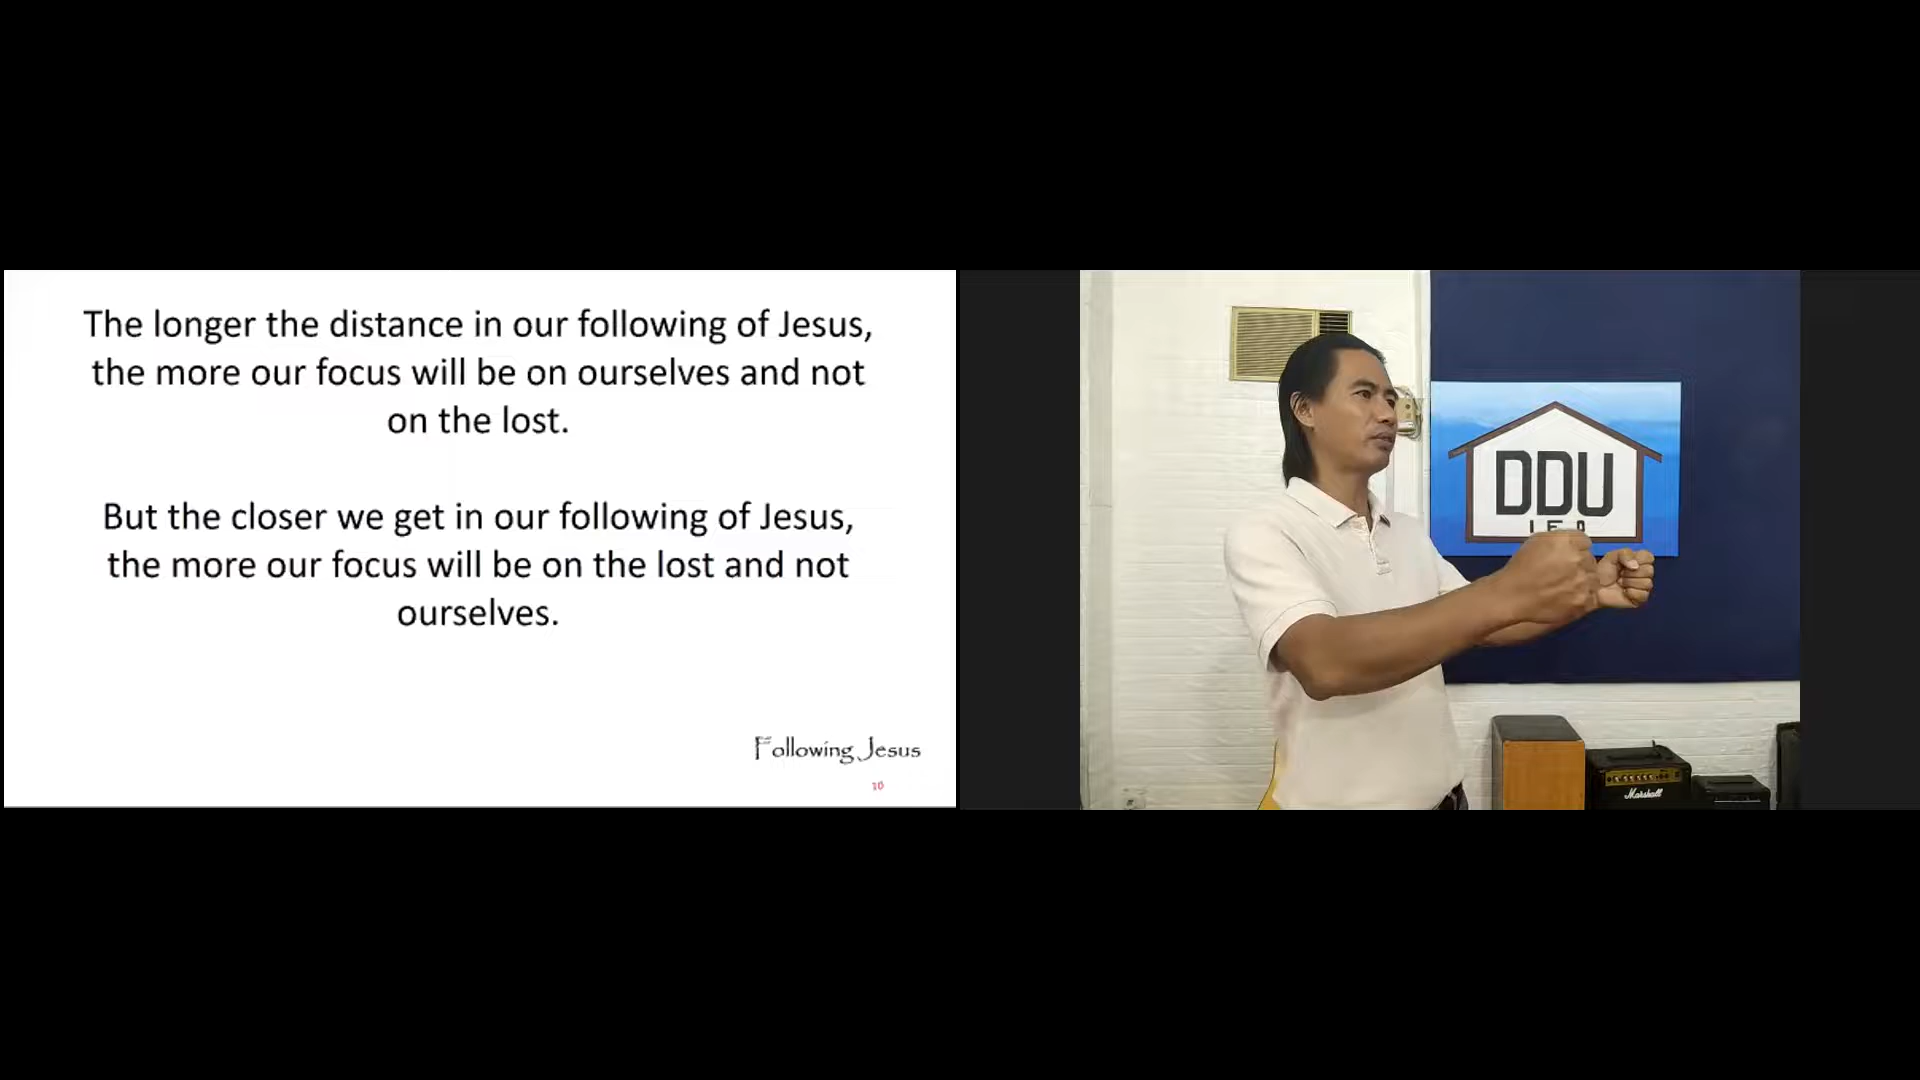 The longer the distance in our following of Jesus,
the more our focus will be on ourselves and not
on the lost.
But the closer we get in our following of Jesus,
the more our focus will be on the lost and not
ourselves.
Following Jesus
10
DDU
Marshall